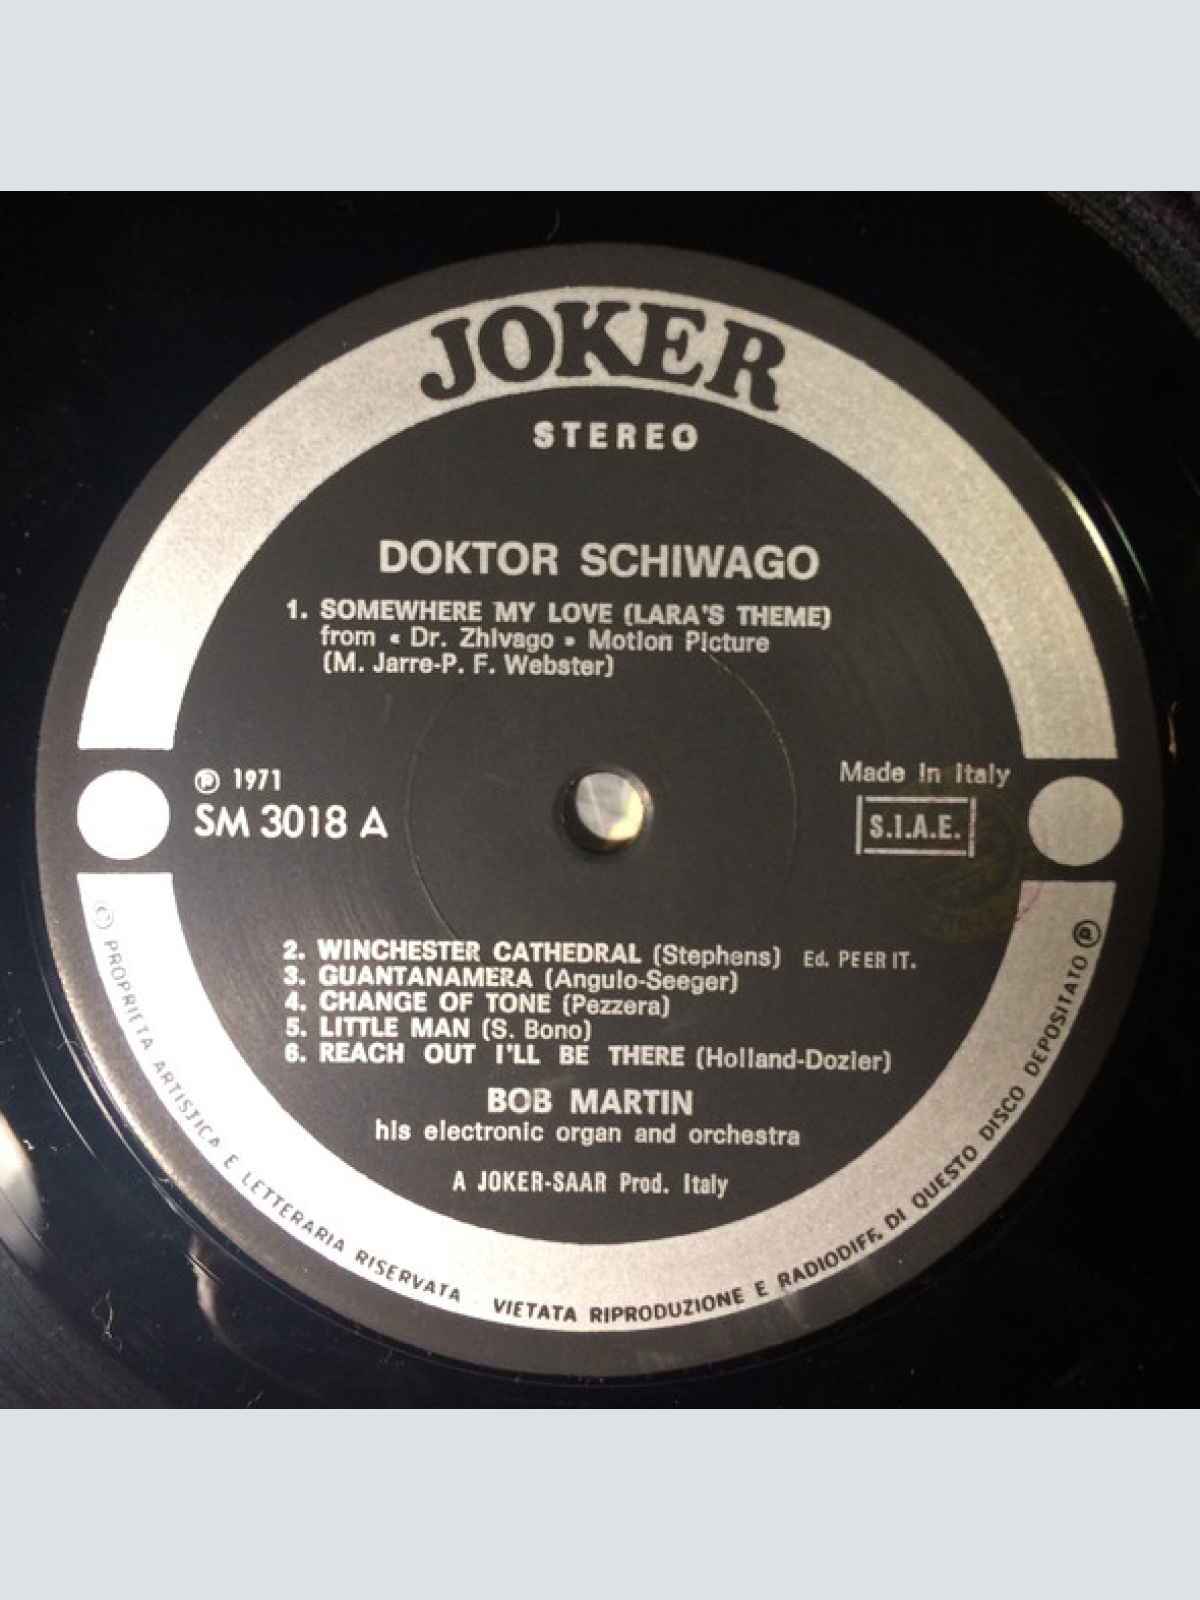 JOKER
STEREO
DOKTOR SCHIWAGO
1. SOMEWHERE MY LOVE (LARA'S THEME)
from « Dr. Zhivago » Motion Picture
(M. Jarre-P. F. Webster)
℗ 1971
SM 3018 A
Made in Italy
S.I.A.E.
2. WINCHESTER CATHEDRAL (Stephens) Ed. PEER IT.
3. GUANTANAMERA (Angulo-Seeger)
4. CHANGE OF TONE (Pezzera)
5. LITTLE MAN (S. Bono)
6. REACH OUT I'LL BE THERE (Holland-Dozier)
BOB MARTIN
his electronic organ and orchestra
A JOKER-SAAR Prod. Italy
© PROPRIETA ARTISTICA E LETTERARIA RISERVATA - VIETATA RIPRODUZIONE E RADIODIFF. DI QUESTO DISCO DEPOSITATO ℗